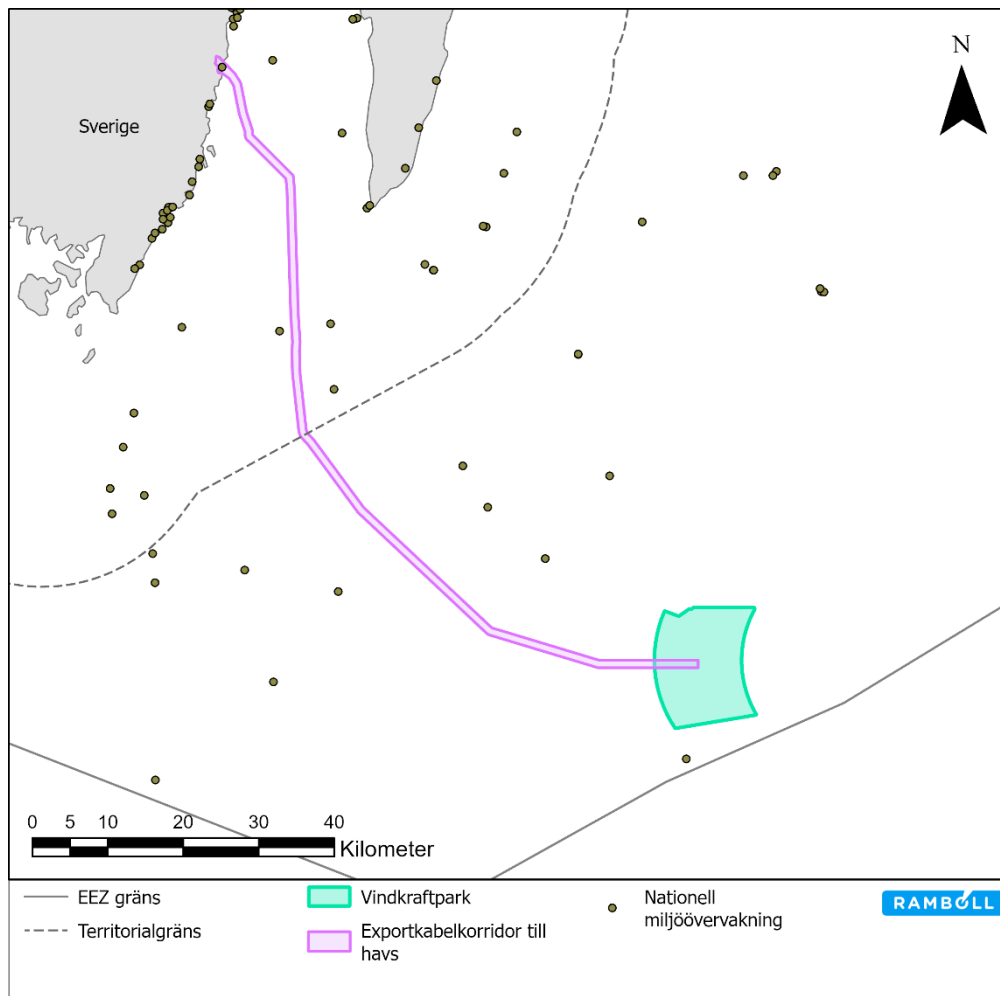 N
Sverige
0 5 10 20 30 40
Kilometer
EEZ gräns
Territorialgräns
Vindkraftpark
Exportkabelkorridor till
havs
Nationell
miljöövervakning
RAMBOLL